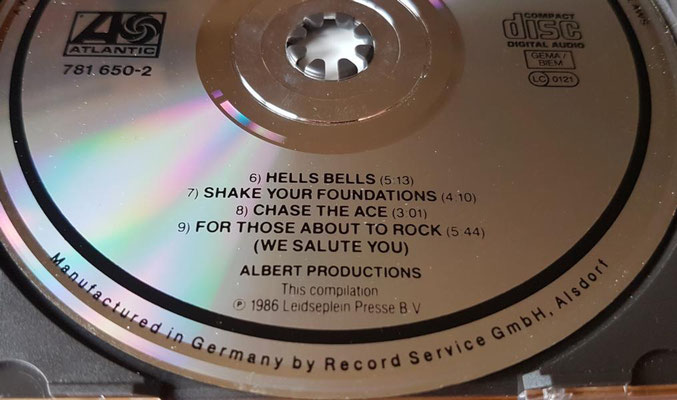 ATLANTIC
781 650-2
COMPACT
disc
DIGITAL AUDIO
GEMA/
BIEM
LC 0121
6) HELLS BELLS (5:13)
7) SHAKE YOUR FOUNDATIONS (4:10)
8) CHASE THE ACE (3:01)
9) FOR THOSE ABOUT TO ROCK (5 44)
(WE SALUTE YOU)
ALBERT PRODUCTIONS
This compilation
℗ 1986 Leidseplein Presse B.V
Manufactured in Germany by Record Service GmbH, Alsdorf